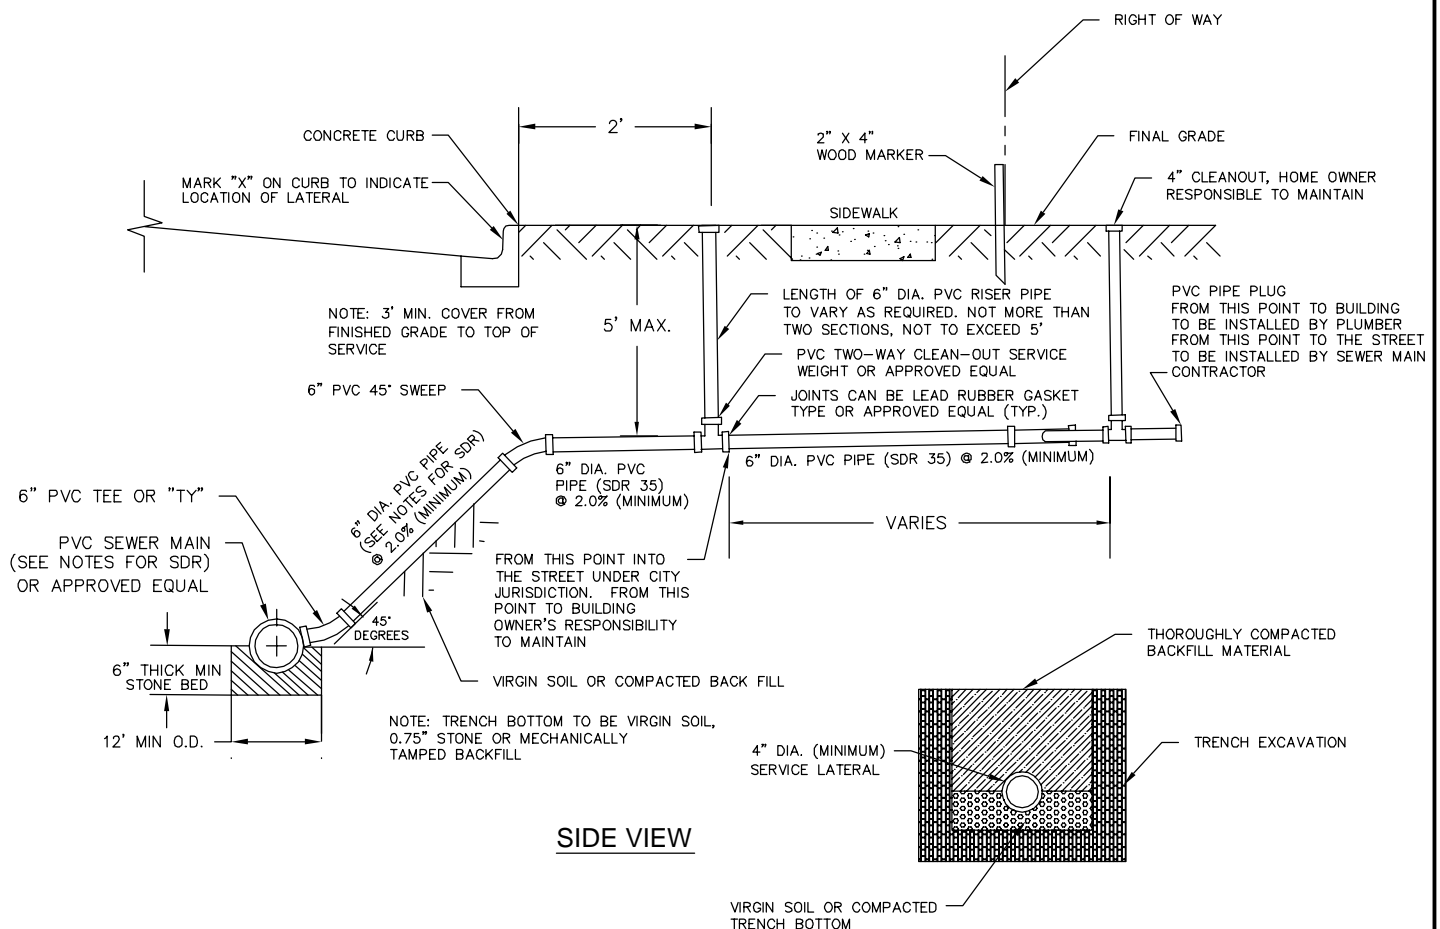 RIGHT OF WAY
2'
CONCRETE CURB
2" X 4"
WOOD MARKER
FINAL GRADE
MARK "X" ON CURB TO INDICATE
LOCATION OF LATERAL
4" CLEANOUT, HOME OWNER
RESPONSIBLE TO MAINTAIN
SIDEWALK
NOTE: 3' MIN. COVER FROM
FINISHED GRADE TO TOP OF
SERVICE
5' MAX.
LENGTH OF 6" DIA. PVC RISER PIPE
TO VARY AS REQUIRED. NOT MORE THAN
TWO SECTIONS, NOT TO EXCEED 5'
PVC PIPE PLUG
FROM THIS POINT TO BUILDING
TO BE INSTALLED BY PLUMBER
FROM THIS POINT TO THE STREET
TO BE INSTALLED BY SEWER MAIN
CONTRACTOR
PVC TWO-WAY CLEAN-OUT SERVICE
WEIGHT OR APPROVED EQUAL
6" PVC 45° SWEEP
JOINTS CAN BE LEAD RUBBER GASKET
TYPE OR APPROVED EQUAL (TYP.)
6" DIA. PVC PIPE
(SEE NOTES FOR SDR)
@ 2.0% (MINIMUM)
6" DIA. PVC
PIPE (SDR 35)
@ 2.0% (MINIMUM)
6" DIA. PVC PIPE (SDR 35) @ 2.0% (MINIMUM)
6" PVC TEE OR "TY"
VARIES
PVC SEWER MAIN
(SEE NOTES FOR SDR)
OR APPROVED EQUAL
FROM THIS POINT INTO
THE STREET UNDER CITY
JURISDICTION. FROM THIS
POINT TO BUILDING
OWNER'S RESPONSIBILITY
TO MAINTAIN
45°
DEGREES
6" THICK MIN
STONE BED
VIRGIN SOIL OR COMPACTED BACK FILL
THOROUGHLY COMPACTED
BACKFILL MATERIAL
12' MIN O.D.
NOTE: TRENCH BOTTOM TO BE VIRGIN SOIL,
0.75" STONE OR MECHANICALLY
TAMPED BACKFILL
4" DIA. (MINIMUM)
SERVICE LATERAL
TRENCH EXCAVATION
SIDE VIEW
VIRGIN SOIL OR COMPACTED
TRENCH BOTTOM